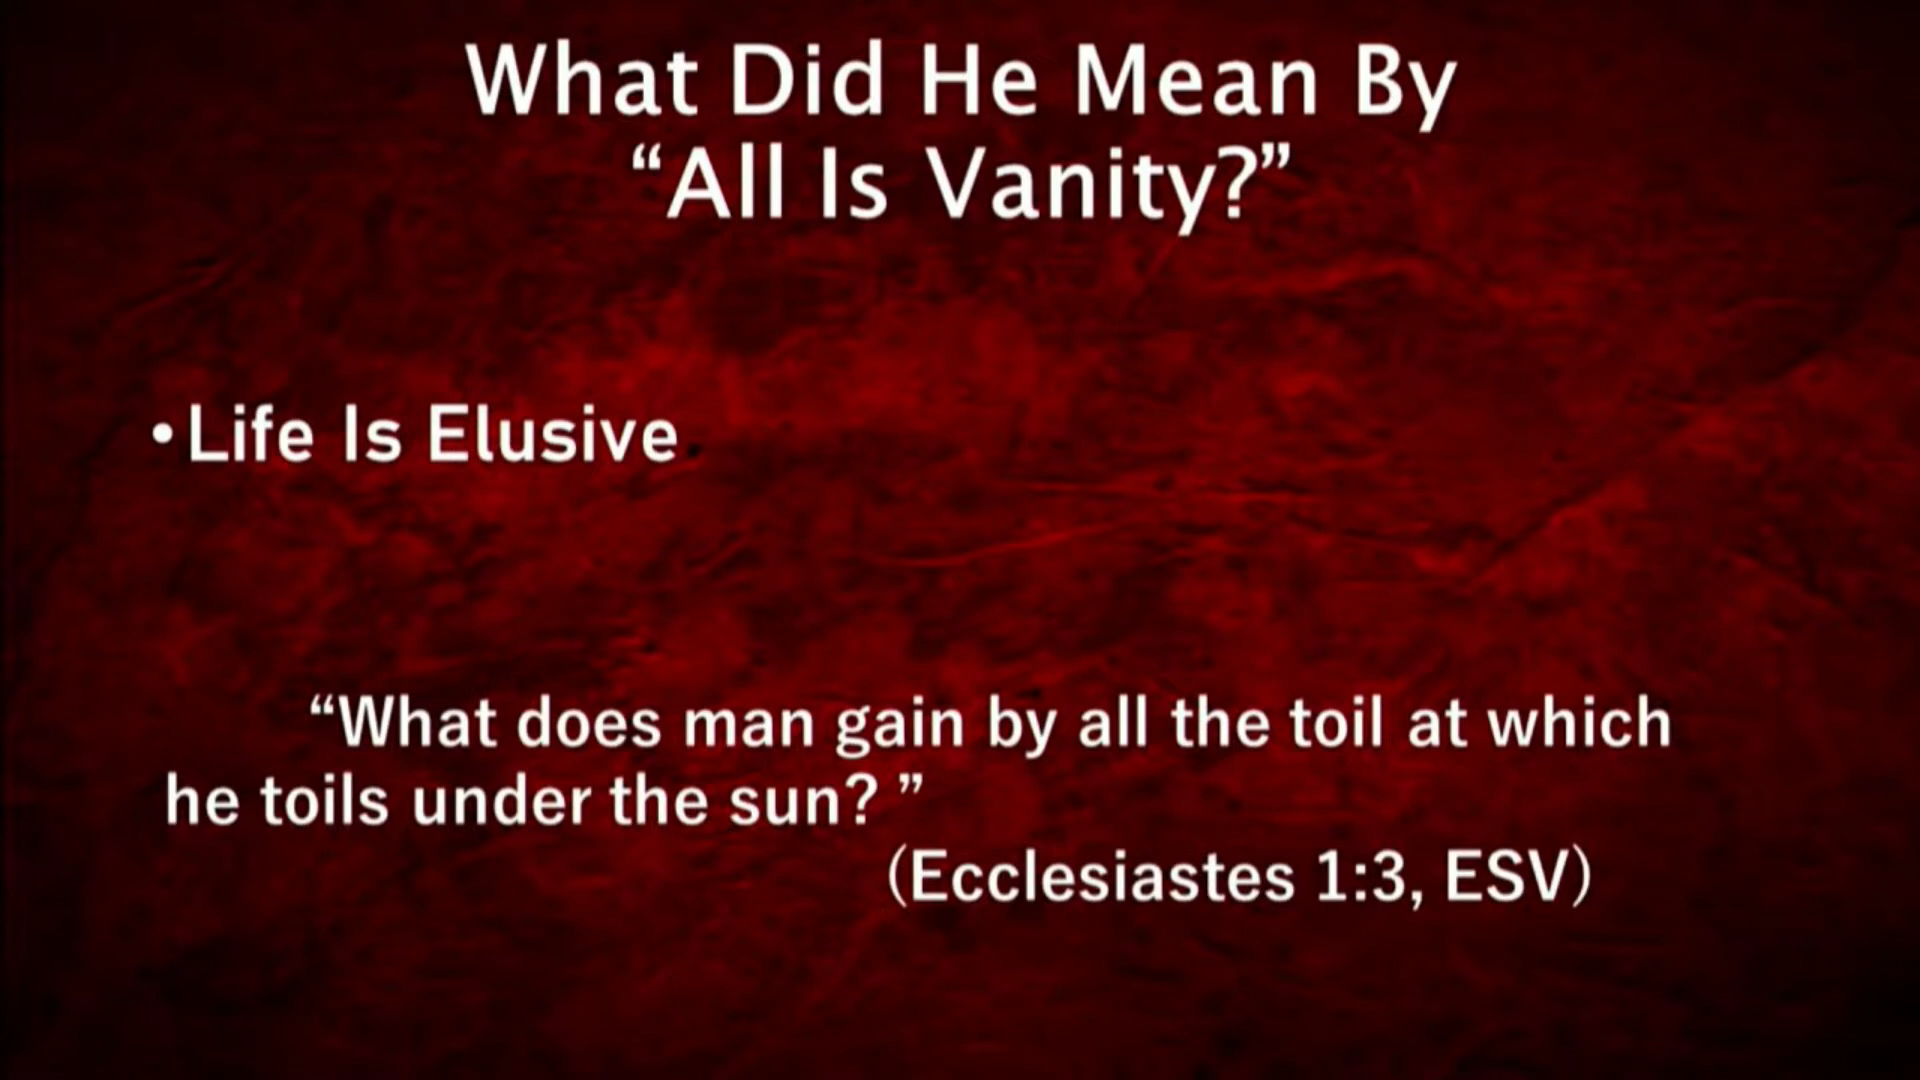 What Did He Mean By
“All Is Vanity?”
•Life Is Elusive
“What does man gain by all the toil at which
he toils under the sun? ”
(Ecclesiastes 1:3, ESV)